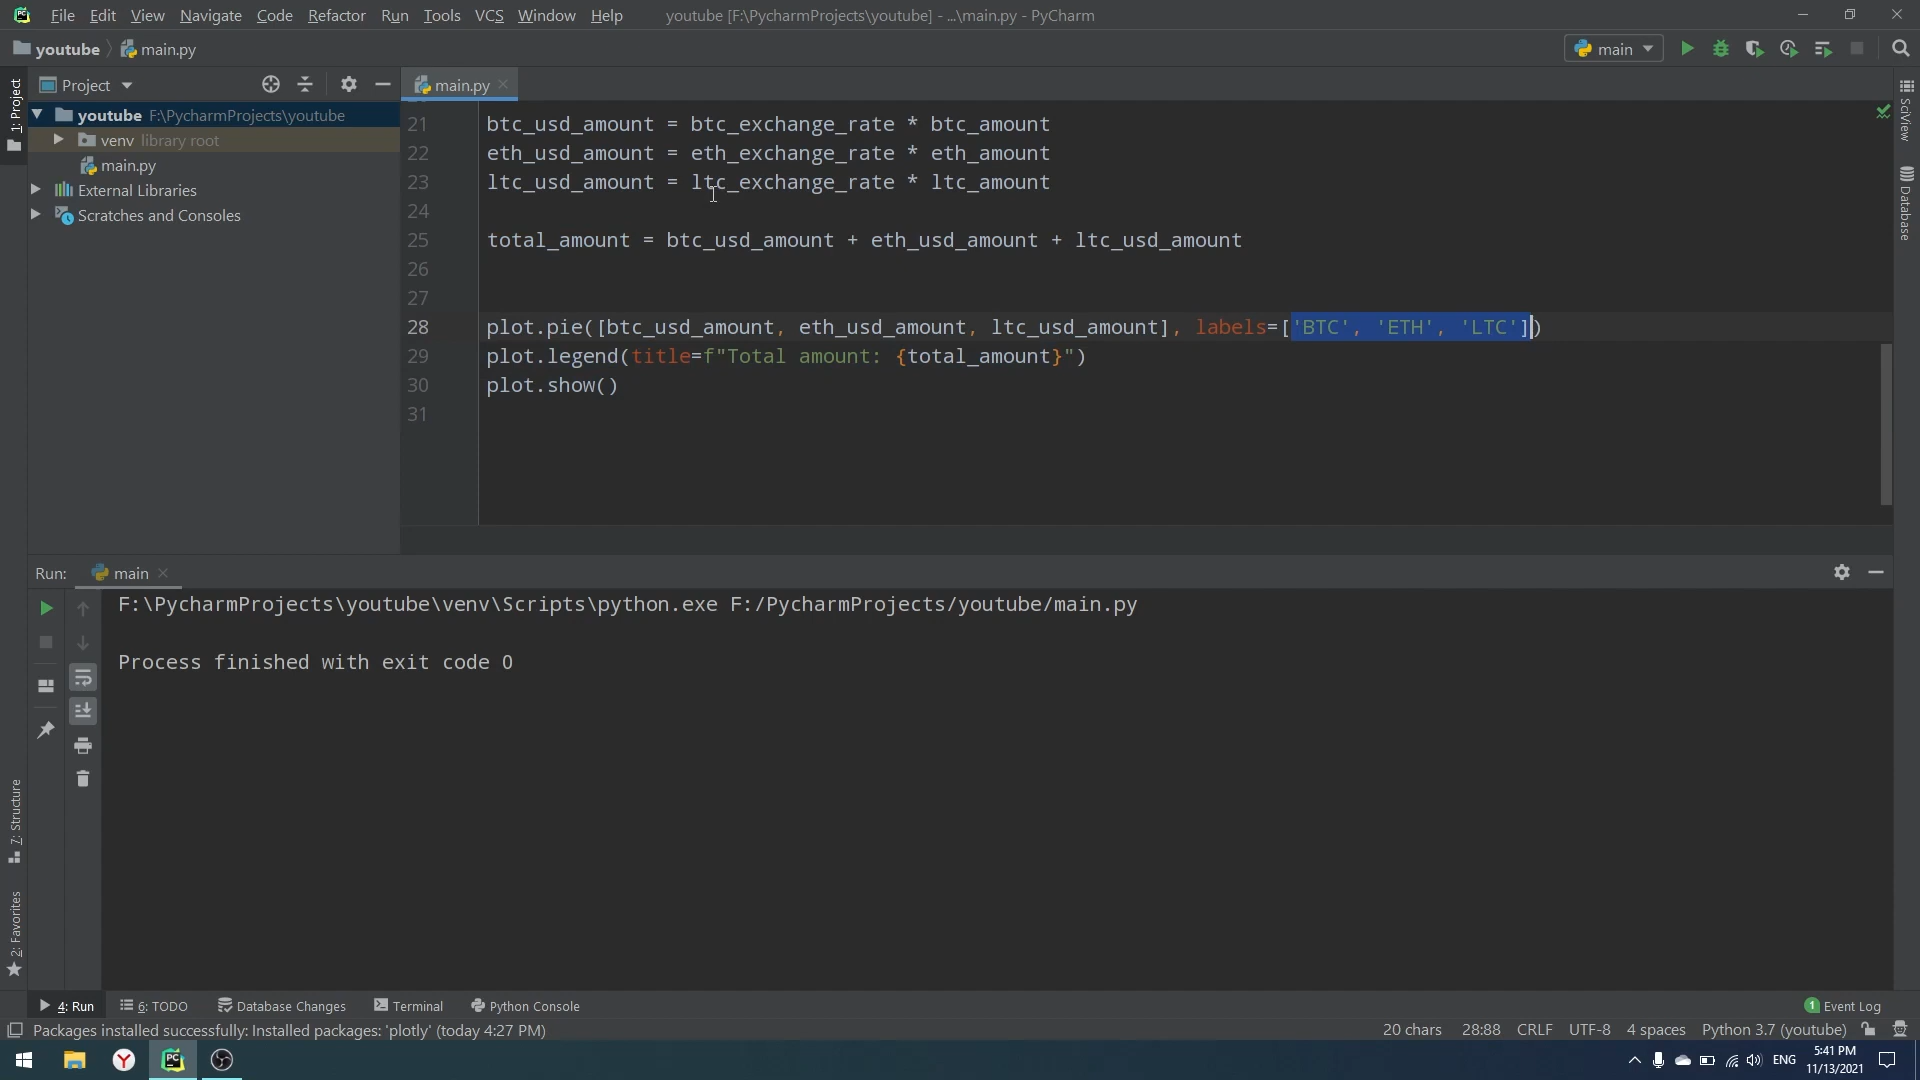 File Edit View Navigate Code Refactor Run Tools VCS Window Help youtube [F:\PycharmProjects\youtube] - ...\main.py - PyCharm
youtube main.py main
Project main.py
1: Project
youtube F:\PycharmProjects\youtube
venv library root
main.py
External Libraries
Scratches and Consoles
21 btc_usd_amount = btc_exchange_rate * btc_amount
22 eth_usd_amount = eth_exchange_rate * eth_amount
23 ltc_usd_amount = ltc_exchange_rate * ltc_amount
24
25 total_amount = btc_usd_amount + eth_usd_amount + ltc_usd_amount
26
27
28 plot.pie([btc_usd_amount, eth_usd_amount, ltc_usd_amount], labels=['BTC', 'ETH', 'LTC'])
29 plot.legend(title=f"Total amount: {total_amount}")
30 plot.show()
31
SciView
Database
Run: main
F:\PycharmProjects\youtube\venv\Scripts\python.exe F:/PycharmProjects/youtube/main.py
Process finished with exit code 0
7: Structure
2: Favorites
4: Run 6: TODO Database Changes Terminal Python Console 1 Event Log
Packages installed successfully: Installed packages: 'plotly' (today 4:27 PM) 20 chars 28:88 CRLF UTF-8 4 spaces Python 3.7 (youtube)
ENG 5:41 PM
11/13/2021